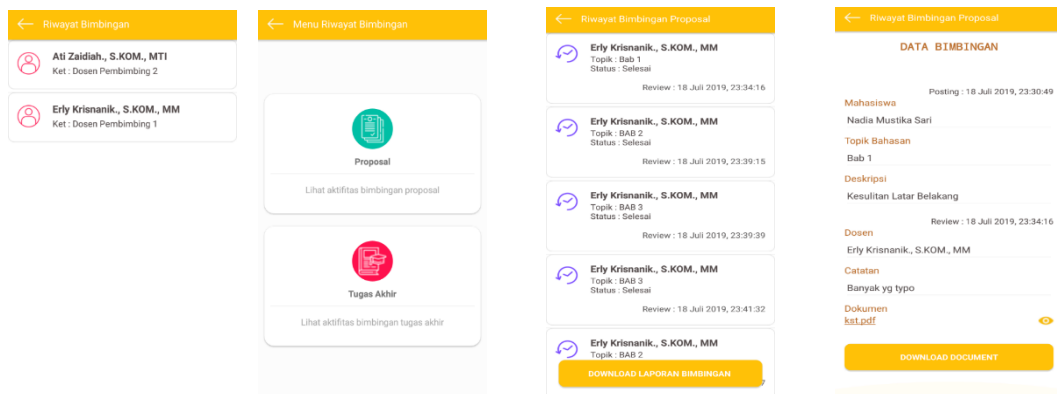 Riwayat Bimbingan
Ati Zaidiah., S.KOM., MTI
Ket : Dosen Pembimbing 2
Erly Krisnanik., S.KOM., MM
Ket : Dosen Pembimbing 1
Menu Riwayat Bimbingan
Proposal
Lihat aktifitas bimbingan proposal
Tugas Akhir
Lihat aktifitas bimbingan tugas akhir
Riwayat Bimbingan Proposal
Erly Krisnanik., S.KOM., MM
Topik : Bab 1
Status : Selesai
Review : 18 Juli 2019, 23:34:16
Erly Krisnanik., S.KOM., MM
Topik : BAB 2
Status : Selesai
Review : 18 Juli 2019, 23:39:15
Erly Krisnanik., S.KOM., MM
Topik : BAB 3
Status : Selesai
Review : 18 Juli 2019, 23:39:39
Erly Krisnanik., S.KOM., MM
Topik : BAB 3
Status : Selesai
Review : 18 Juli 2019, 23:41:32
Erly Krisnanik., S.KOM., MM
Topik : BAB 2
DOWNLOAD LAPORAN BIMBINGAN
Riwayat Bimbingan Proposal
DATA BIMBINGAN
Posting : 18 Juli 2019, 23:30:49
Mahasiswa
Nadia Mustika Sari
Topik Bahasan
Bab 1
Deskripsi
Kesulitan Latar Belakang
Review : 18 Juli 2019, 23:34:16
Dosen
Erly Krisnanik., S.KOM., MM
Catatan
Banyak yg typo
Dokumen
kst.pdf
DOWNLOAD DOCUMENT